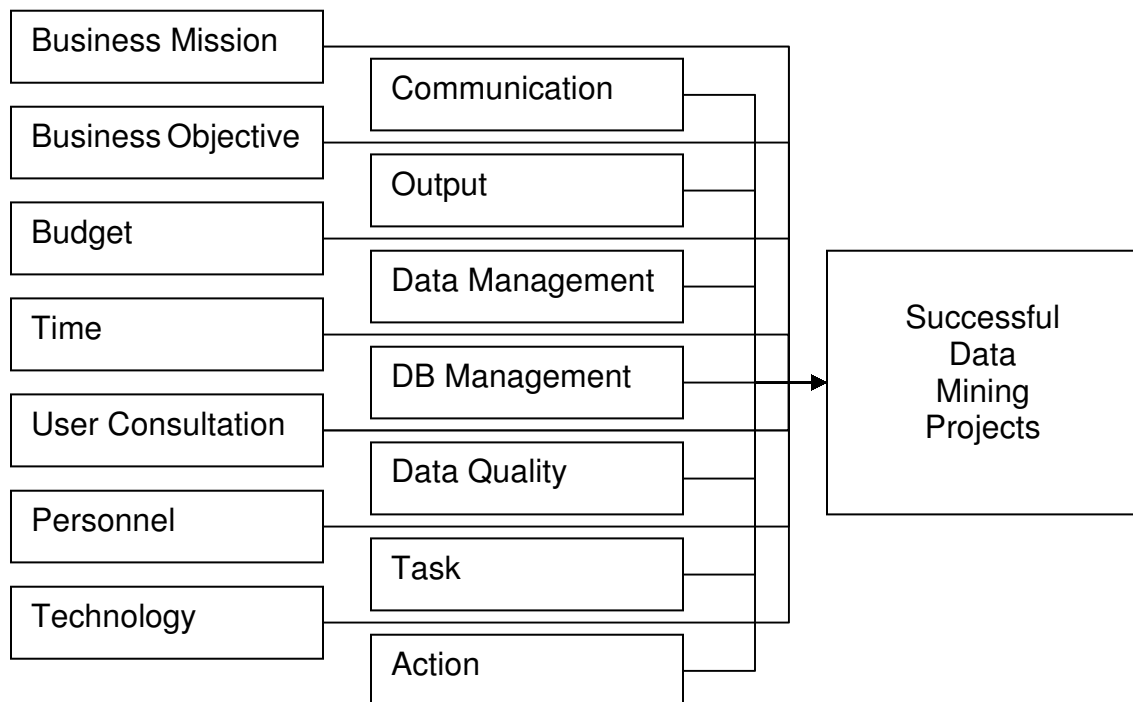 Business Mission
Business Objective
Budget
Time
User Consultation
Personnel
Technology
Communication
Output
Data Management
DB Management
Data Quality
Task
Action
Successful
Data
Mining
Projects